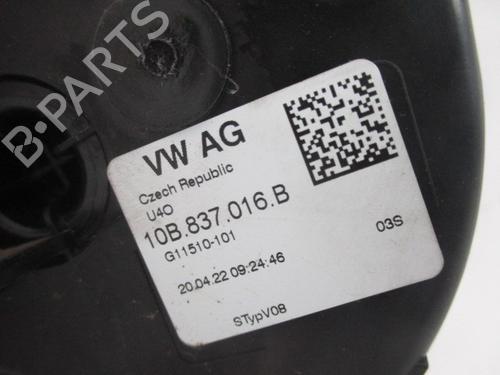 B-PARTS
VW AG
Czech Republic
U4O
10B.837.016.B
G11510-101
03S
20.04.22 09:24:46
STypV08